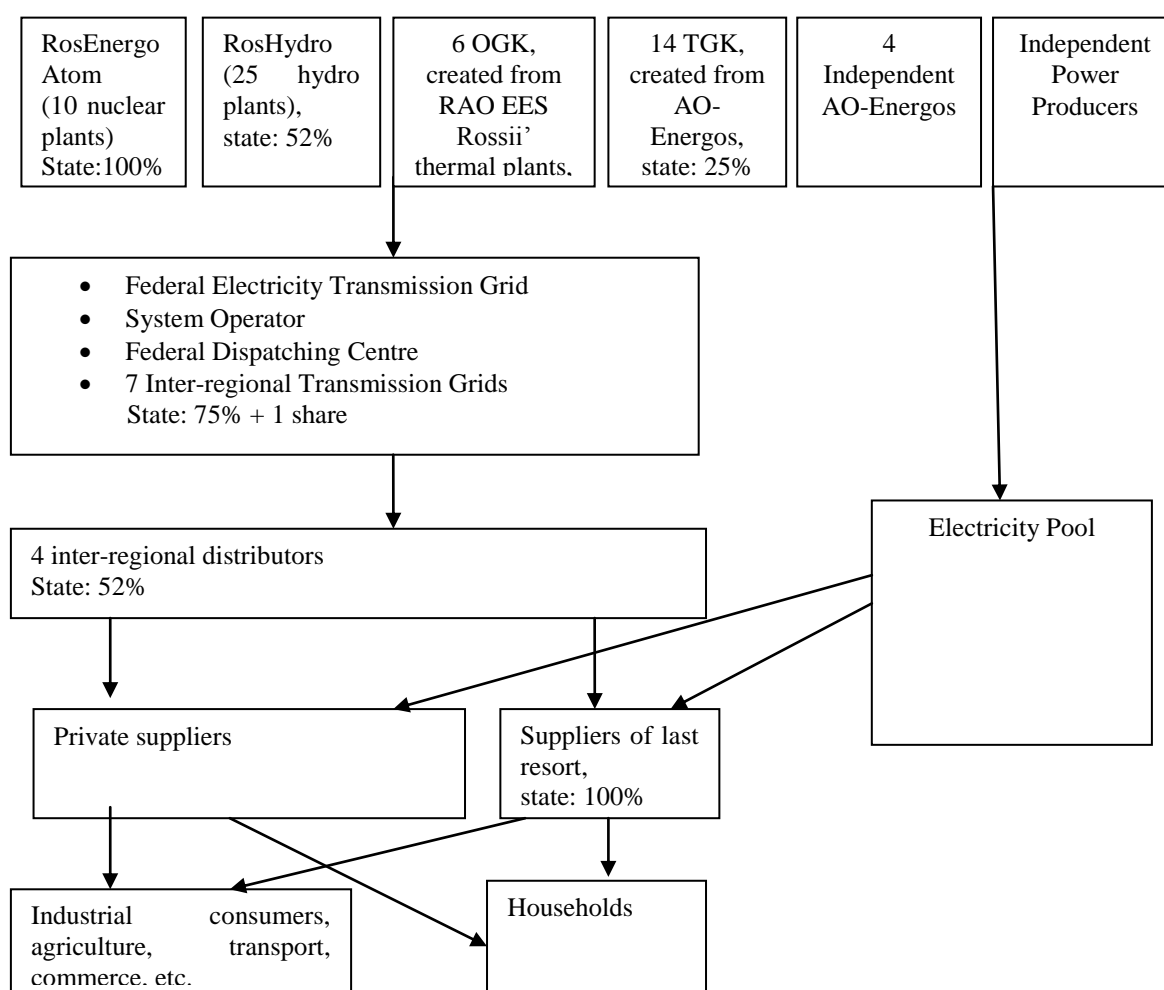 RosEnergo
Atom
(10 nuclear
plants)
State:100%
RosHydro
(25 hydro
plants),
state: 52%
6 OGK,
created from
RAO EES
Rossii’
thermal plants,
14 TGK,
created from
AO-
Energos,
state: 25%
4
Independent
AO-Energos
Independent
Power
Producers
• Federal Electricity Transmission Grid
• System Operator
• Federal Dispatching Centre
• 7 Inter-regional Transmission Grids
State: 75% + 1 share
4 inter-regional distributors
State: 52%
Electricity Pool
Private suppliers
Suppliers of last
resort,
state: 100%
Industrial consumers,
agriculture, transport,
commerce, etc.
Households